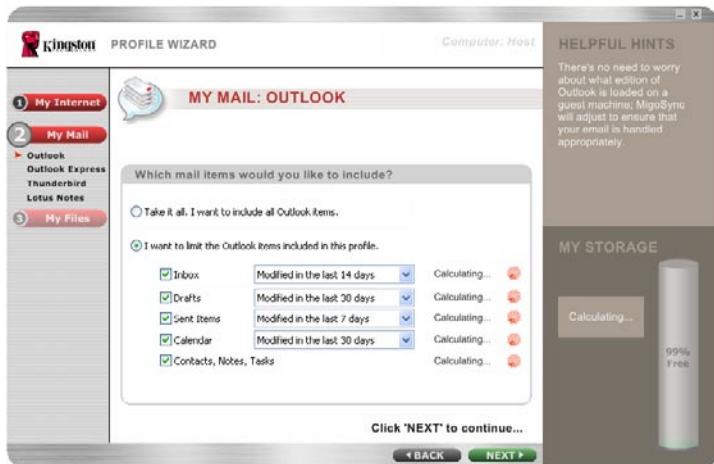 Kingston
PROFILE WIZARD
Computer: Host
1 My Internet
2 My Mail
Outlook
Outlook Express
Thunderbird
Lotus Notes
3 My Files
MY MAIL: OUTLOOK
Which mail items would you like to include?
Take it all. I want to include all Outlook items.
I want to limit the Outlook items included in this profile.
Inbox Modified in the last 14 days Calculating...
Drafts Modified in the last 30 days Calculating...
Sent Items Modified in the last 7 days Calculating...
Calendar Modified in the last 30 days Calculating...
Contacts, Notes, Tasks Calculating...
Click 'NEXT' to continue...
BACK NEXT
HELPFUL HINTS
There's no need to worry
about what edition of
Outlook is loaded on a
guest machine; MigoSync
will adjust to ensure that
your email is handled
appropriately.
MY STORAGE
Calculating...
99%
Free